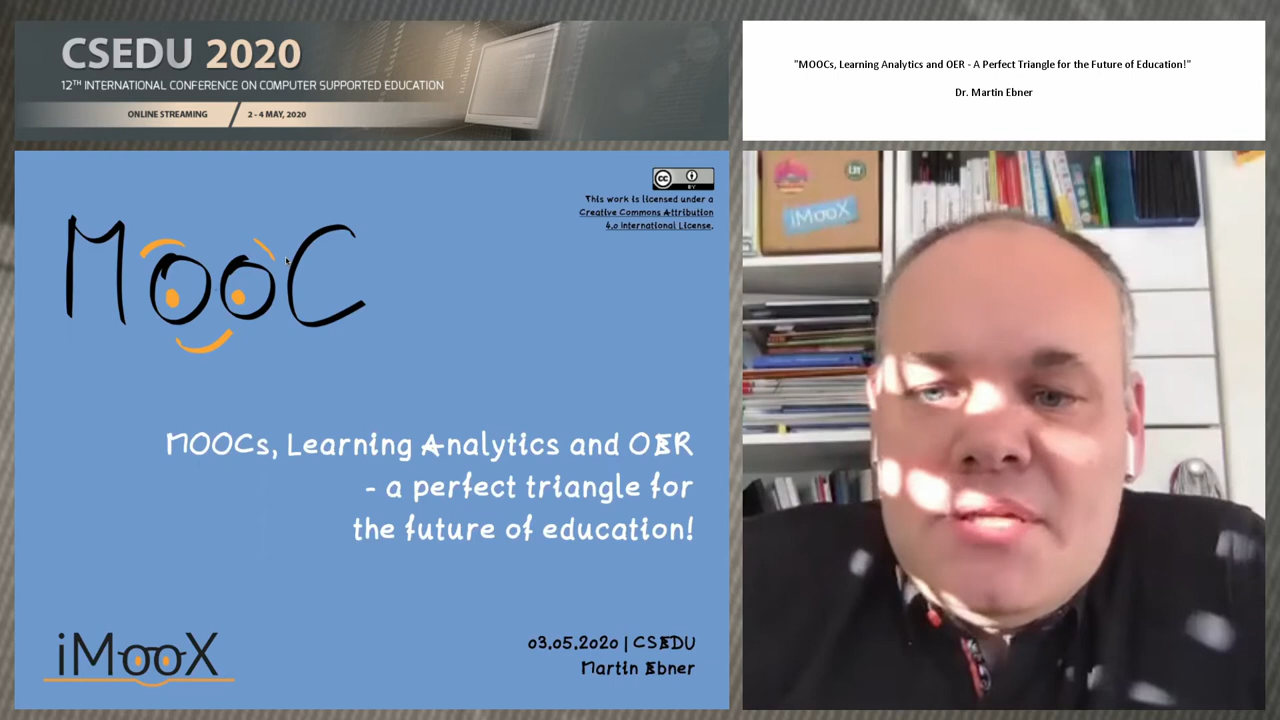 CSEDU 2020
12TH INTERNATIONAL CONFERENCE ON COMPUTER SUPPORTED EDUCATION
ONLINE STREAMING
2 - 4 MAY, 2020
"MOOCs, Learning Analytics and OER - A Perfect Triangle for the Future of Education!"
Dr. Martin Ebner
cc
BY
This work is licensed under a
Creative Commons Attribution
4.0 International License.
MooC
MOOCs, Learning Analytics and OER
- a perfect triangle for
the future of education!
iMooX
03.05.2020 | CSEDU
Martin Ebner
iMooX